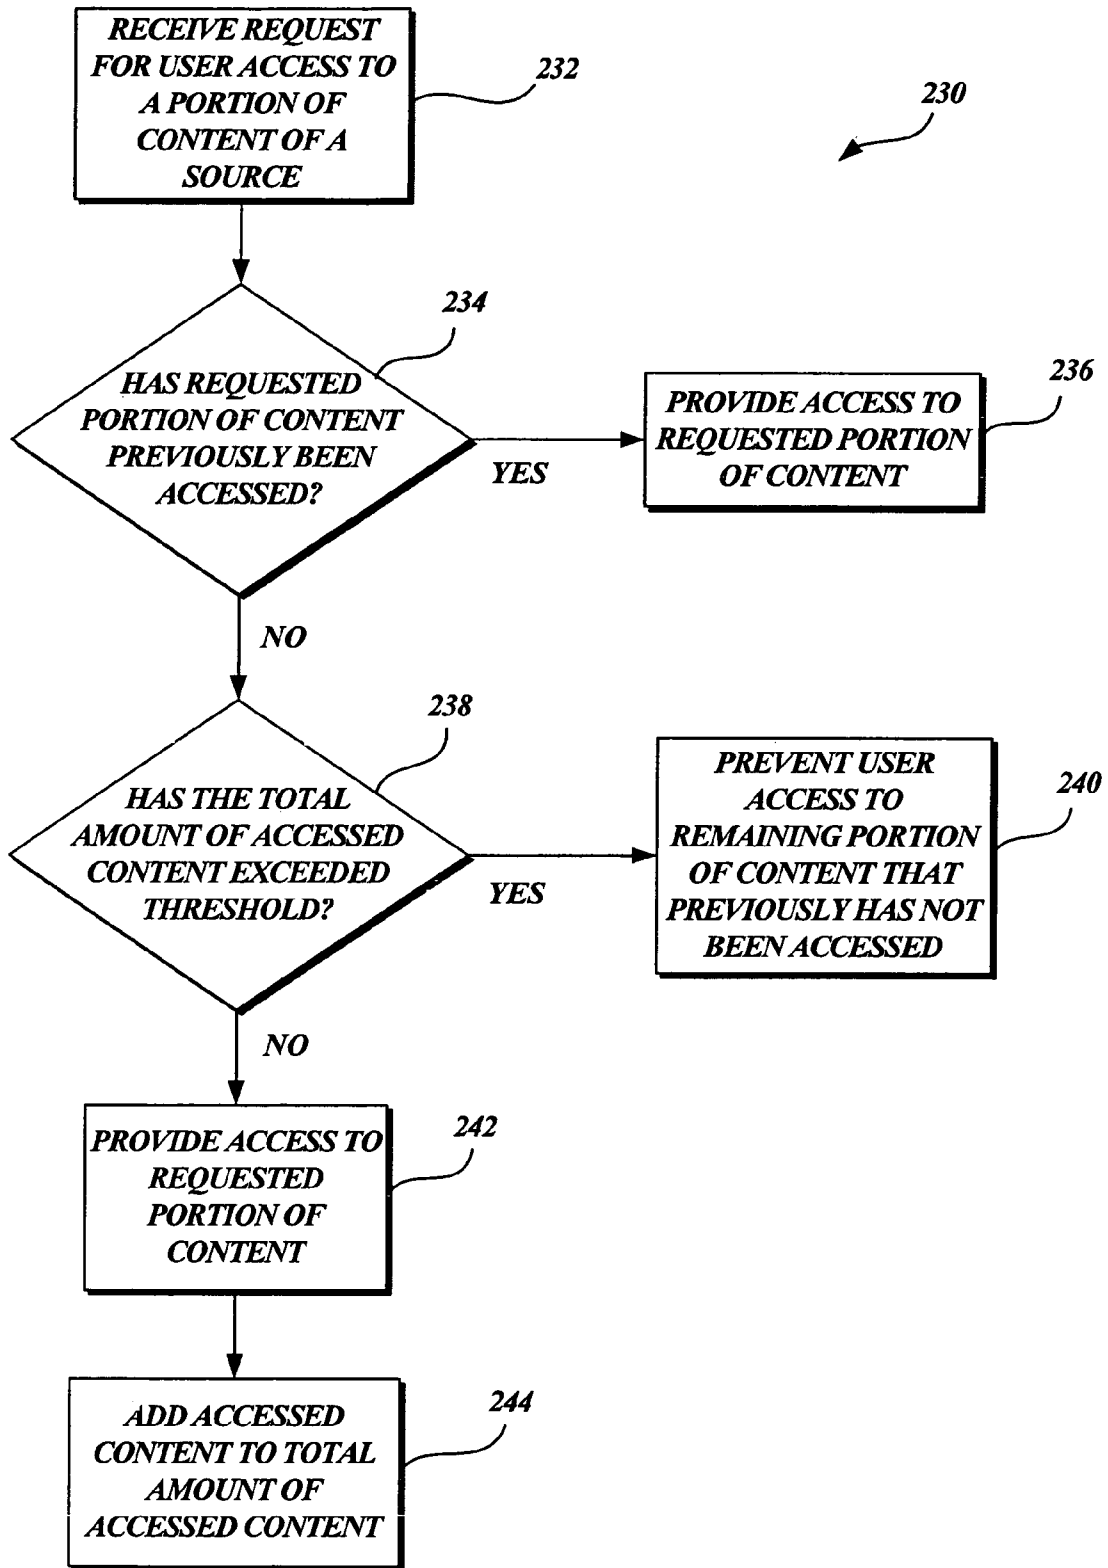 RECEIVE REQUEST
FOR USER ACCESS TO
A PORTION OF
CONTENT OF A
SOURCE
232
230
234
HAS REQUESTED
PORTION OF CONTENT
PREVIOUSLY BEEN
ACCESSED?
YES
236
PROVIDE ACCESS TO
REQUESTED PORTION
OF CONTENT
NO
238
HAS THE TOTAL
AMOUNT OF ACCESSED
CONTENT EXCEEDED
THRESHOLD?
YES
PREVENT USER
ACCESS TO
REMAINING PORTION
OF CONTENT THAT
PREVIOUSLY HAS NOT
BEEN ACCESSED
240
NO
PROVIDE ACCESS TO
REQUESTED
PORTION OF
CONTENT
242
ADD ACCESSED
CONTENT TO TOTAL
AMOUNT OF
ACCESSED CONTENT
244